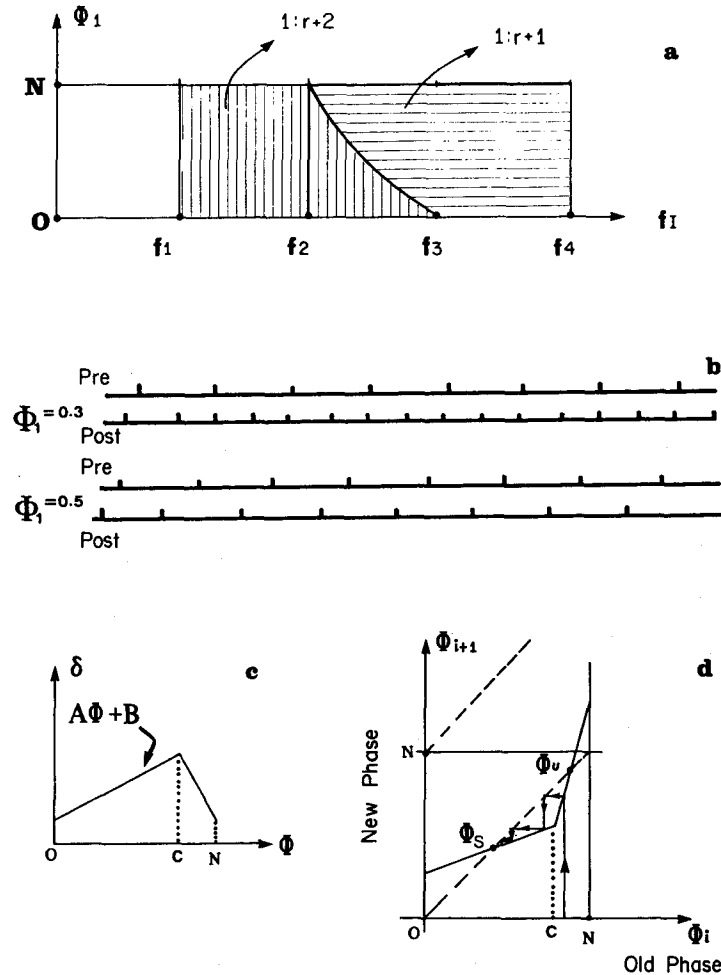 Φ1
1:r+2
1:r+1
a
N
O
f1 f2 f3 f4 fI
b
Pre
Φ1=0.3
Post
Pre
Φ1=0.5
Post
δ
c
AΦ+B
O C N Φ
Φi+1
d
N
New Phase
Φu
ΦS
O C N Φi
Old Phase